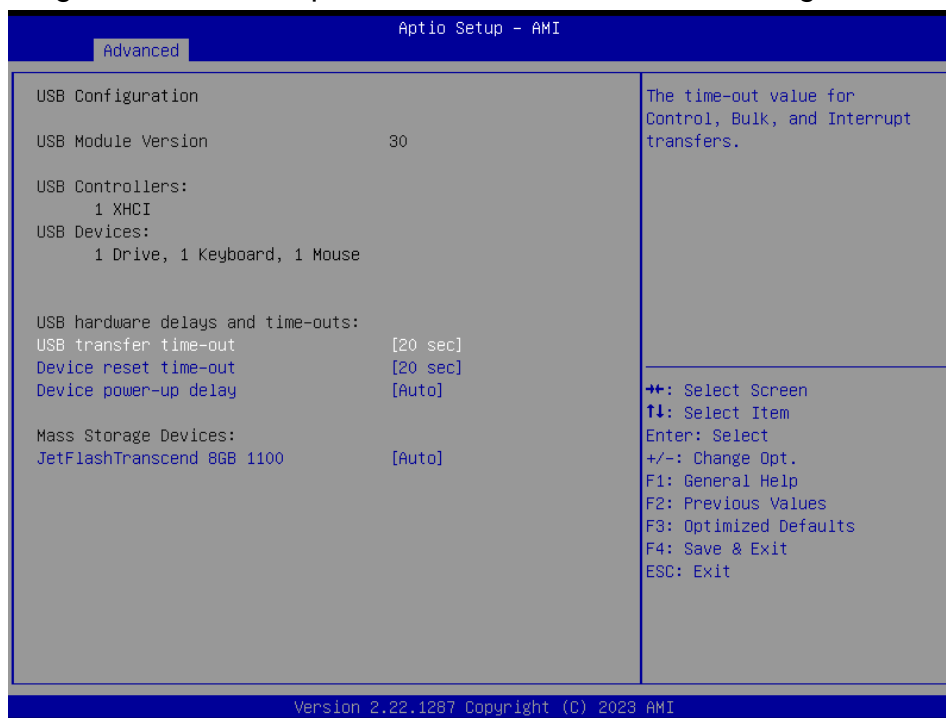 Aptio Setup – AMI
Advanced
USB Configuration
USB Module Version 30
USB Controllers:
1 XHCI
USB Devices:
1 Drive, 1 Keyboard, 1 Mouse
USB hardware delays and time-outs:
USB transfer time-out [20 sec]
Device reset time-out [20 sec]
Device power-up delay [Auto]
Mass Storage Devices:
JetFlashTranscend 8GB 1100 [Auto]
The time-out value for
Control, Bulk, and Interrupt
transfers.
→←: Select Screen
↑↓: Select Item
Enter: Select
+/-: Change Opt.
F1: General Help
F2: Previous Values
F3: Optimized Defaults
F4: Save & Exit
ESC: Exit
Version 2.22.1287 Copyright (C) 2023 AMI